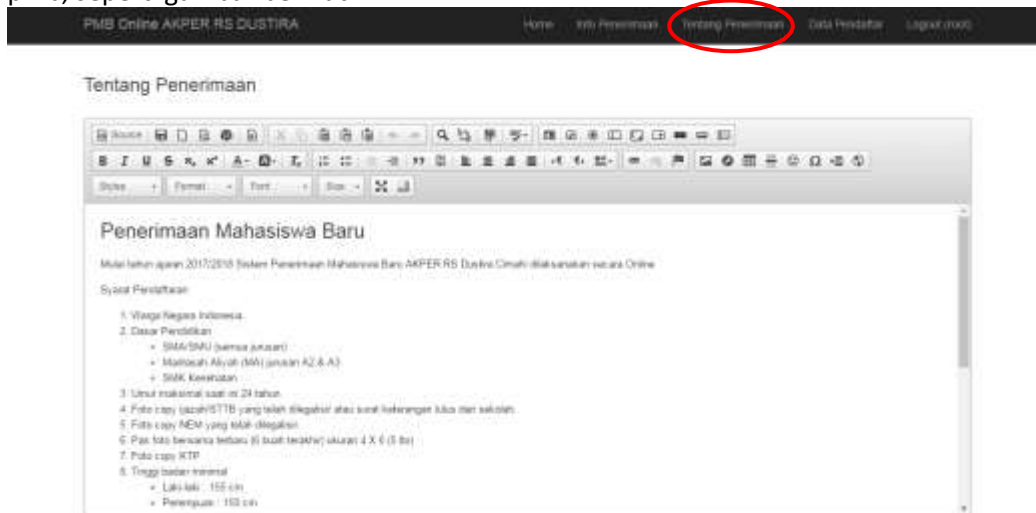 PMB Online AKPER RS DUSTIRA Home Info Penerimaan Tentang Penerimaan Data Pendaftar Logout (root)
Tentang Penerimaan
Source
Styles Format Font Size
Penerimaan Mahasiswa Baru
Mulai tahun ajaran 2017/2018 Sistem Penerimaan Mahasiswa Baru AKPER RS Dustira Cimahi dilaksanakan secara Online
Syarat Pendaftaran
1. Warga Negara Indonesia
2. Dasar Pendidikan
SMA/SMU (semua jurusan)
Madrasah Aliyah (MA) jurusan A2 & A3
SMK Kesehatan
3. Umur maksimal saat ini 24 tahun
4. Foto copy ijazah/STTB yang telah dilegalisir atau surat keterangan lulus dari sekolah
5. Foto copy NEM yang telah dilegalisir
6. Pas foto berwarna terbaru (6 bulan terakhir) ukuran 4 X 6 (5 lbr)
7. Foto copy KTP
8. Tinggi badan minimal
Laki-laki : 155 cm
Perempuan : 150 cm